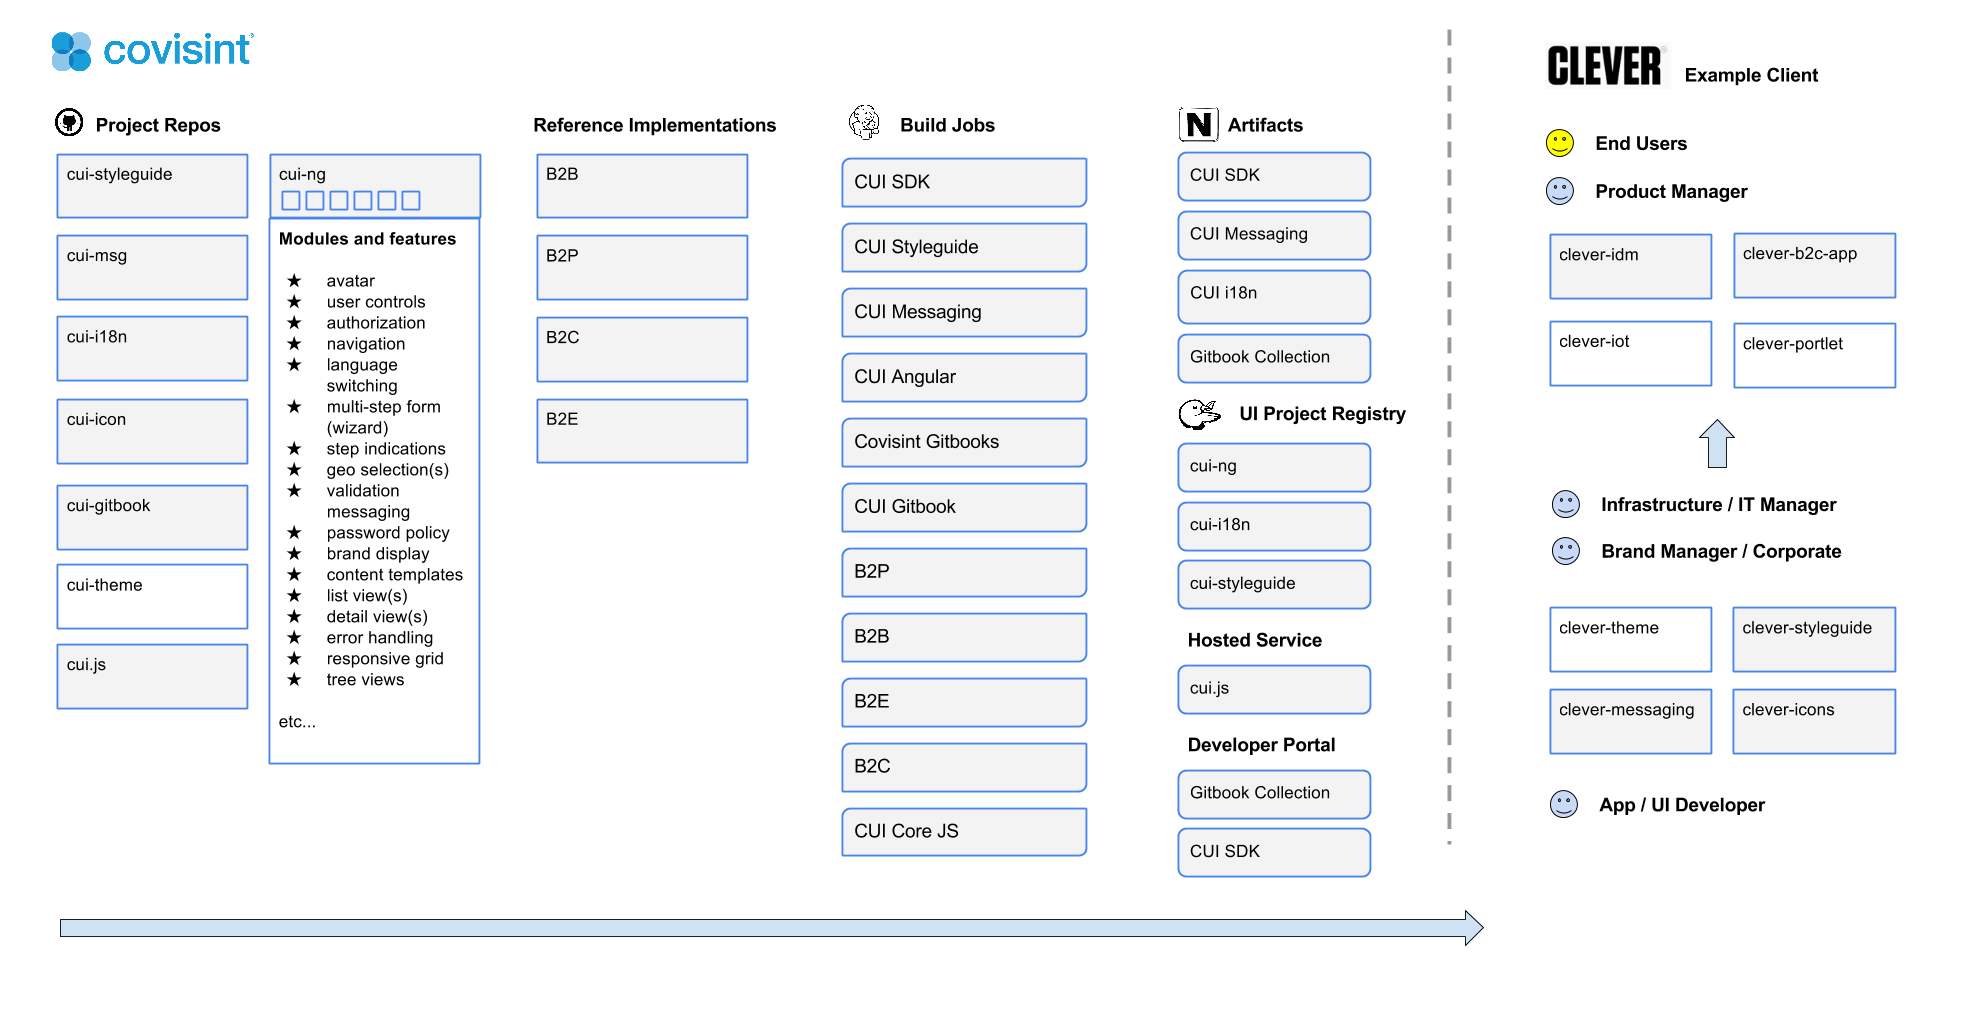 covisint
Project Repos
cui-styleguide
cui-msg
cui-i18n
cui-icon
cui-gitbook
cui-theme
cui.js
cui-ng
Modules and features
★ avatar
★ user controls
★ authorization
★ navigation
★ language
switching
★ multi-step form
(wizard)
★ step indications
★ geo selection(s)
★ validation
messaging
★ password policy
★ brand display
★ content templates
★ list view(s)
★ detail view(s)
★ error handling
★ responsive grid
★ tree views
etc...
Reference Implementations
B2B
B2P
B2C
B2E
Build Jobs
CUI SDK
CUI Styleguide
CUI Messaging
CUI Angular
Covisint Gitbooks
CUI Gitbook
B2P
B2B
B2E
B2C
CUI Core JS
N Artifacts
CUI SDK
CUI Messaging
CUI i18n
Gitbook Collection
UI Project Registry
cui-ng
cui-i18n
cui-styleguide
Hosted Service
cui.js
Developer Portal
Gitbook Collection
CUI SDK
CLEVER® Example Client
End Users
Product Manager
clever-idm
clever-b2c-app
clever-iot
clever-portlet
Infrastructure / IT Manager
Brand Manager / Corporate
clever-theme
clever-styleguide
clever-messaging
clever-icons
App / UI Developer